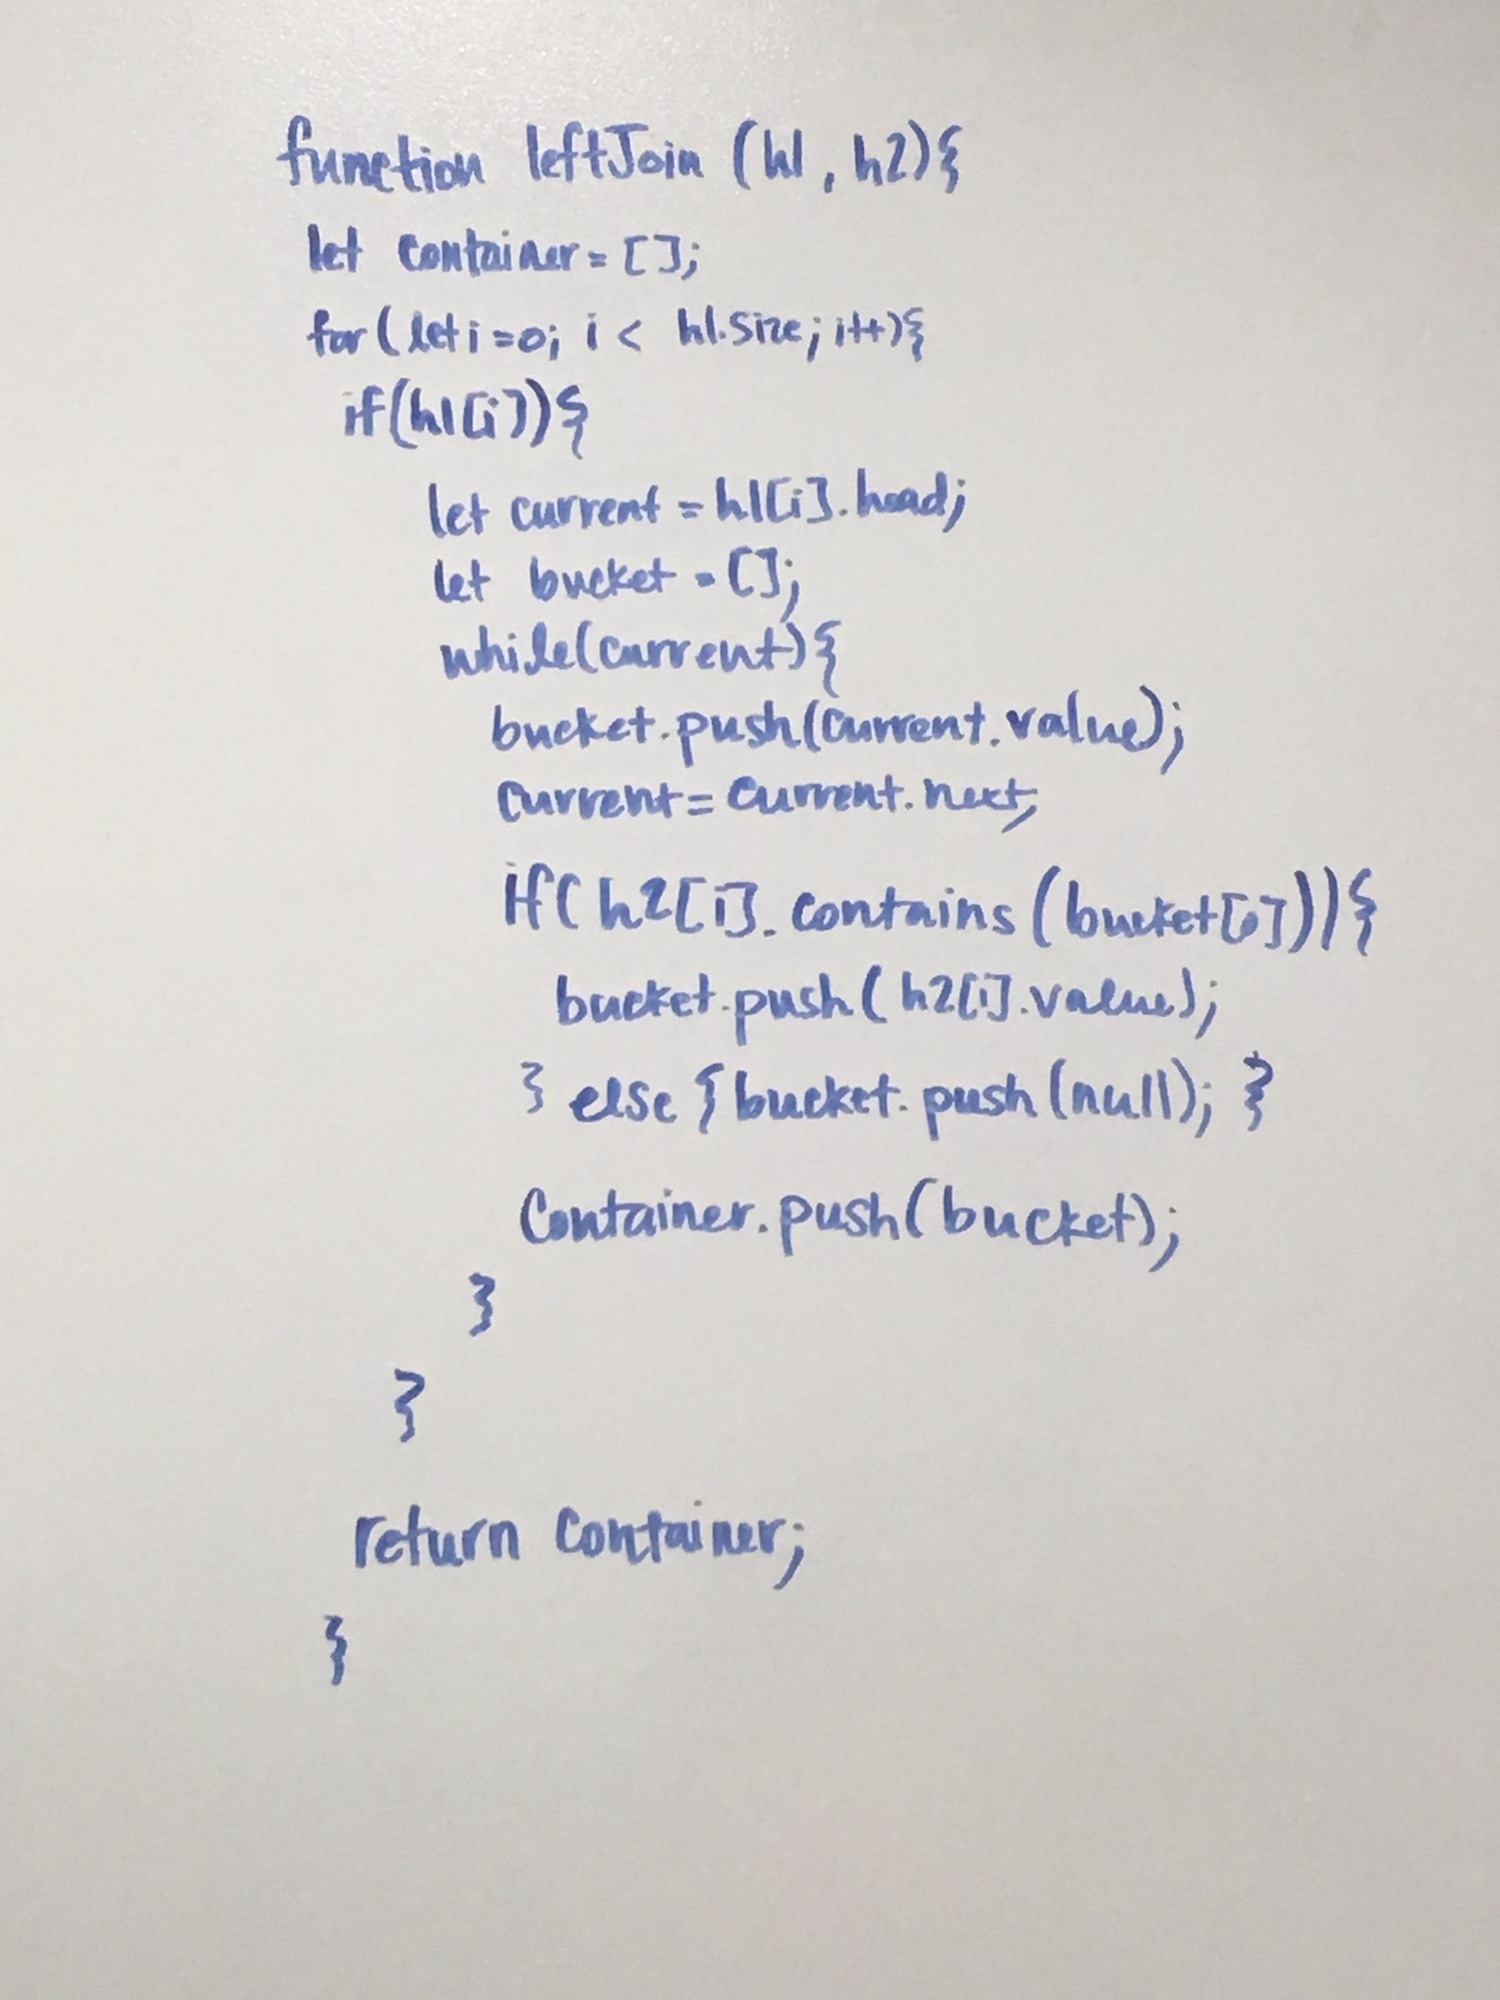 function leftJoin (h1, h2){
let container = [];
for(let i=0; i < h1.size; i++){
if(h1[i]){
let current = h1[i].head;
let bucket = [];
while(current){
bucket.push(current.value);
current = current.next;
if(h2[i].contains(bucket[0])){
bucket.push(h2[i].value);
} else {bucket.push(null); }
Container.push(bucket);
}
}
return container;
}